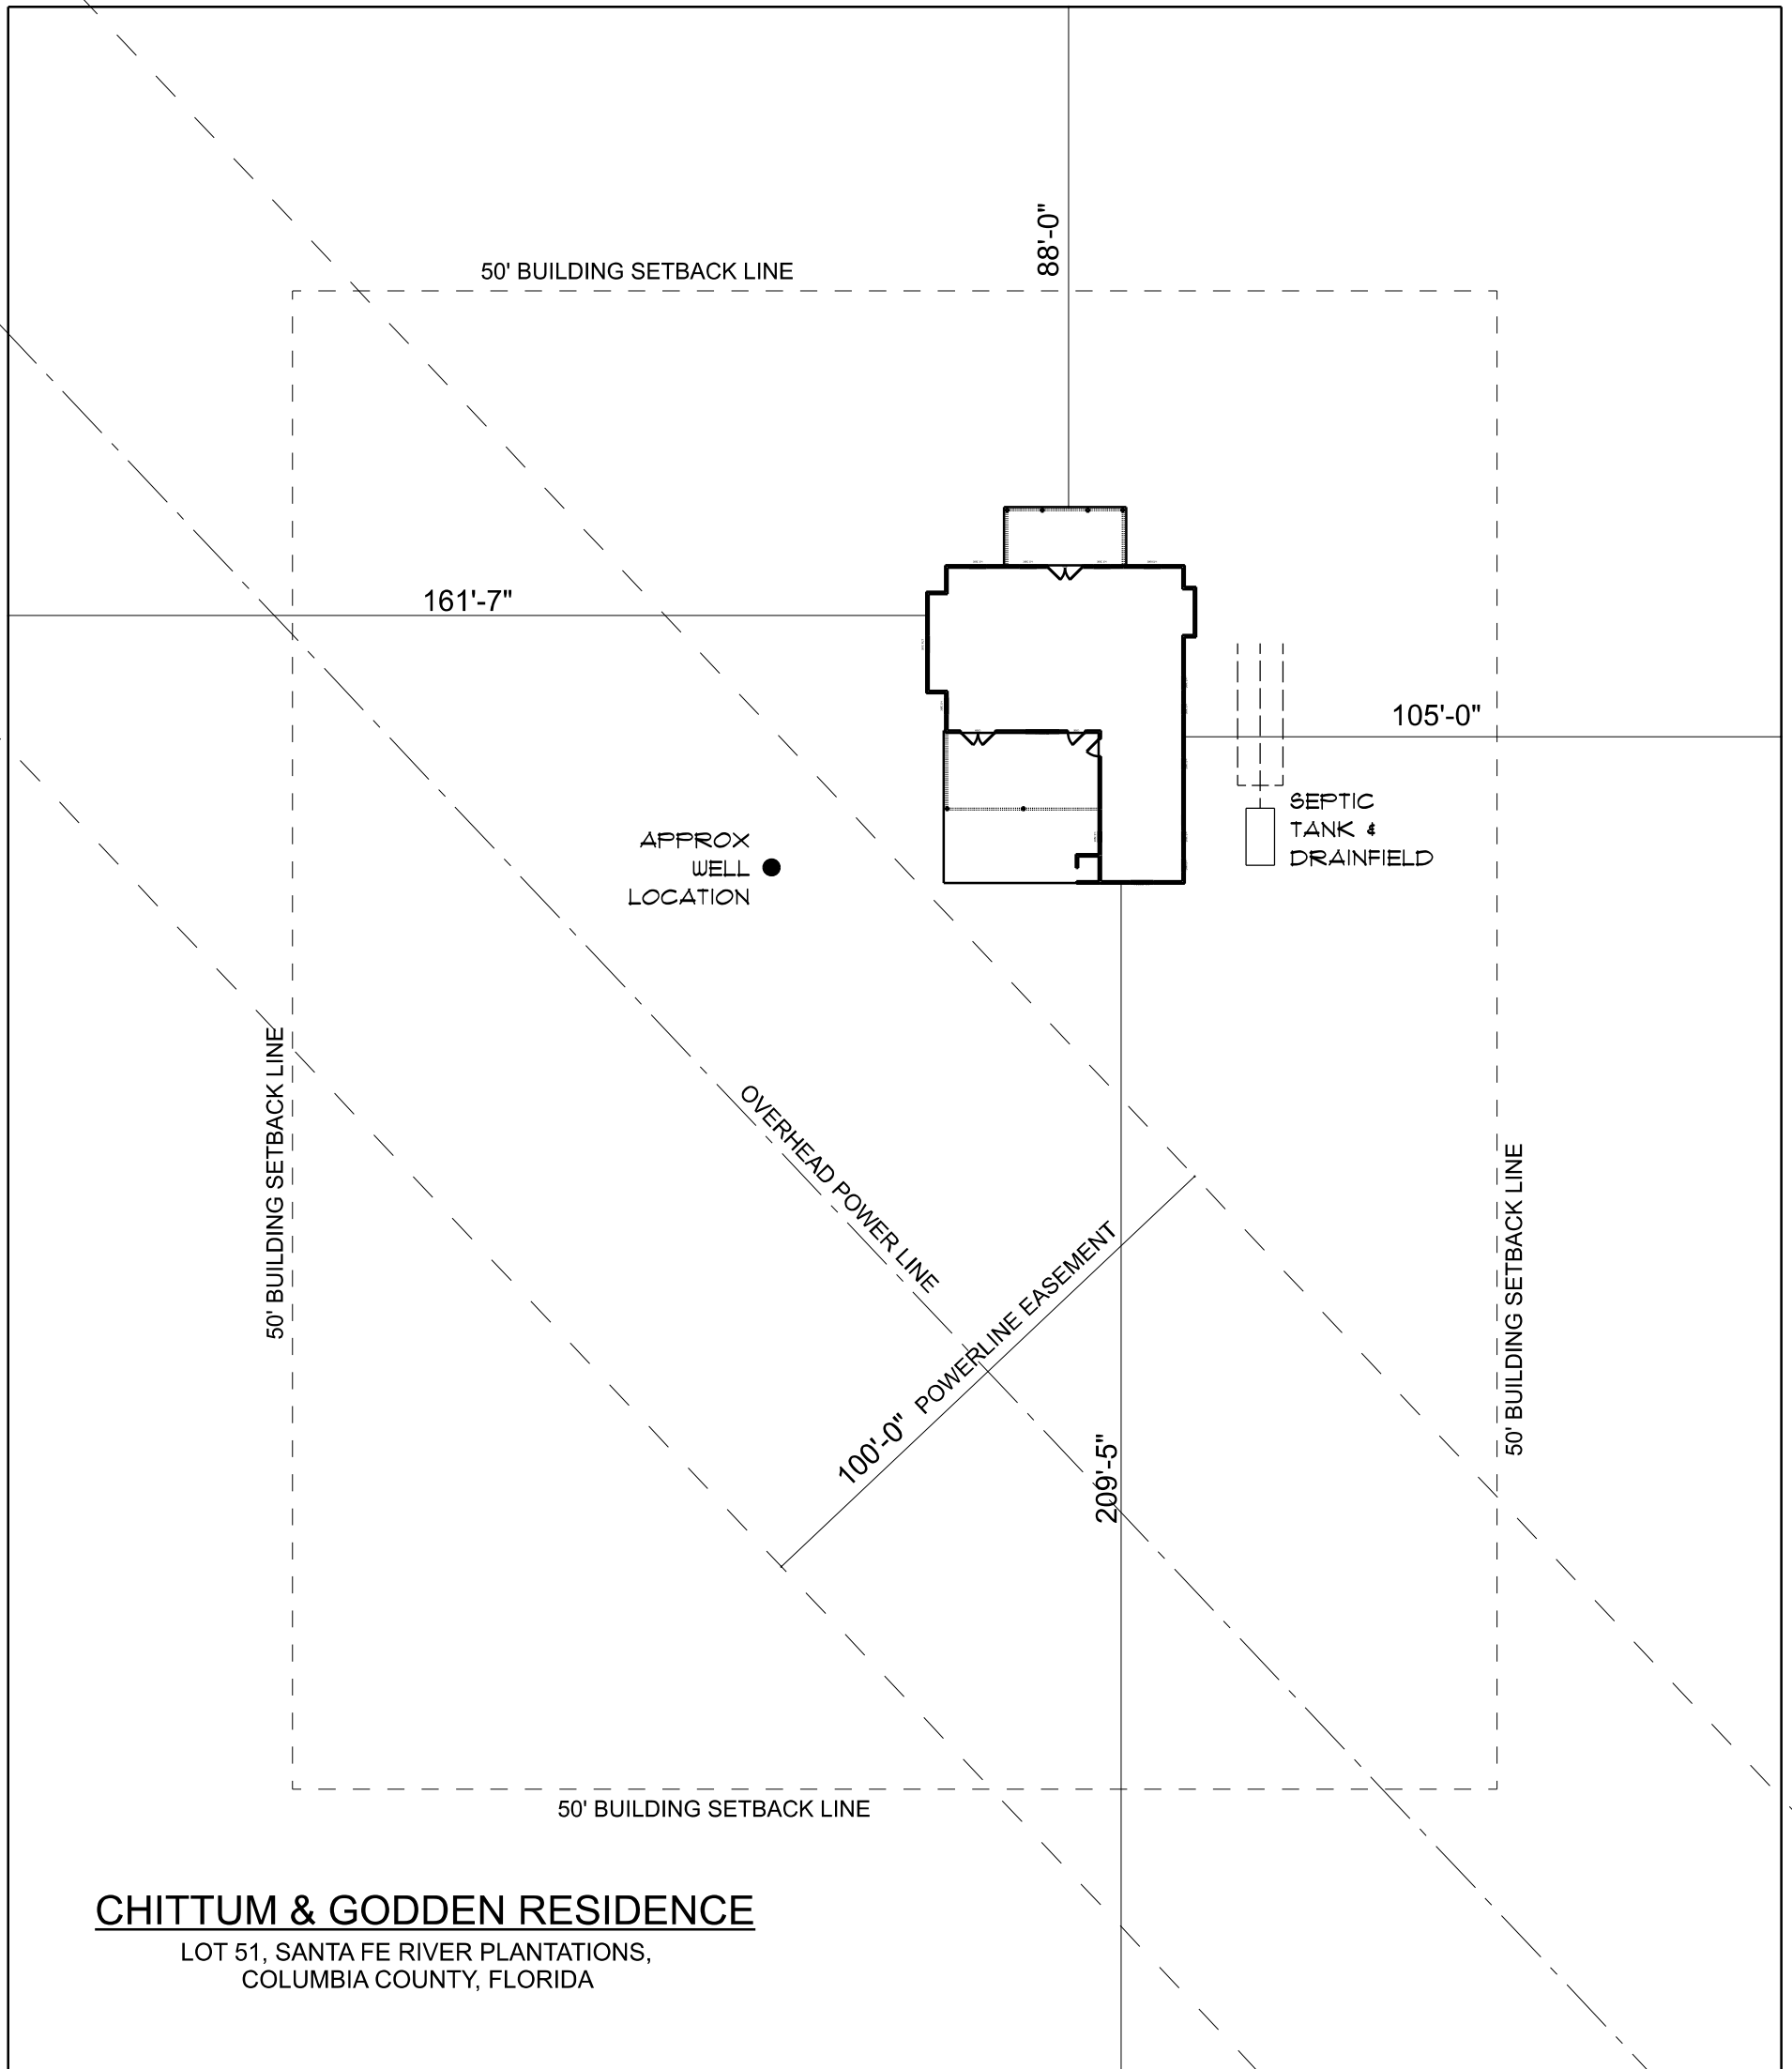 88'-0"
50' BUILDING SETBACK LINE
161'-7"
105'-0"
SEPTIC
TANK &
DRAINFIELD
APPROX
WELL
LOCATION
50' BUILDING SETBACK LINE
OVERHEAD POWER LINE
50' BUILDING SETBACK LINE
100'-0" POWERLINE EASEMENT
209'-5"
50' BUILDING SETBACK LINE
CHITTUM & GODDEN RESIDENCE
LOT 51, SANTA FE RIVER PLANTATIONS,
COLUMBIA COUNTY, FLORIDA